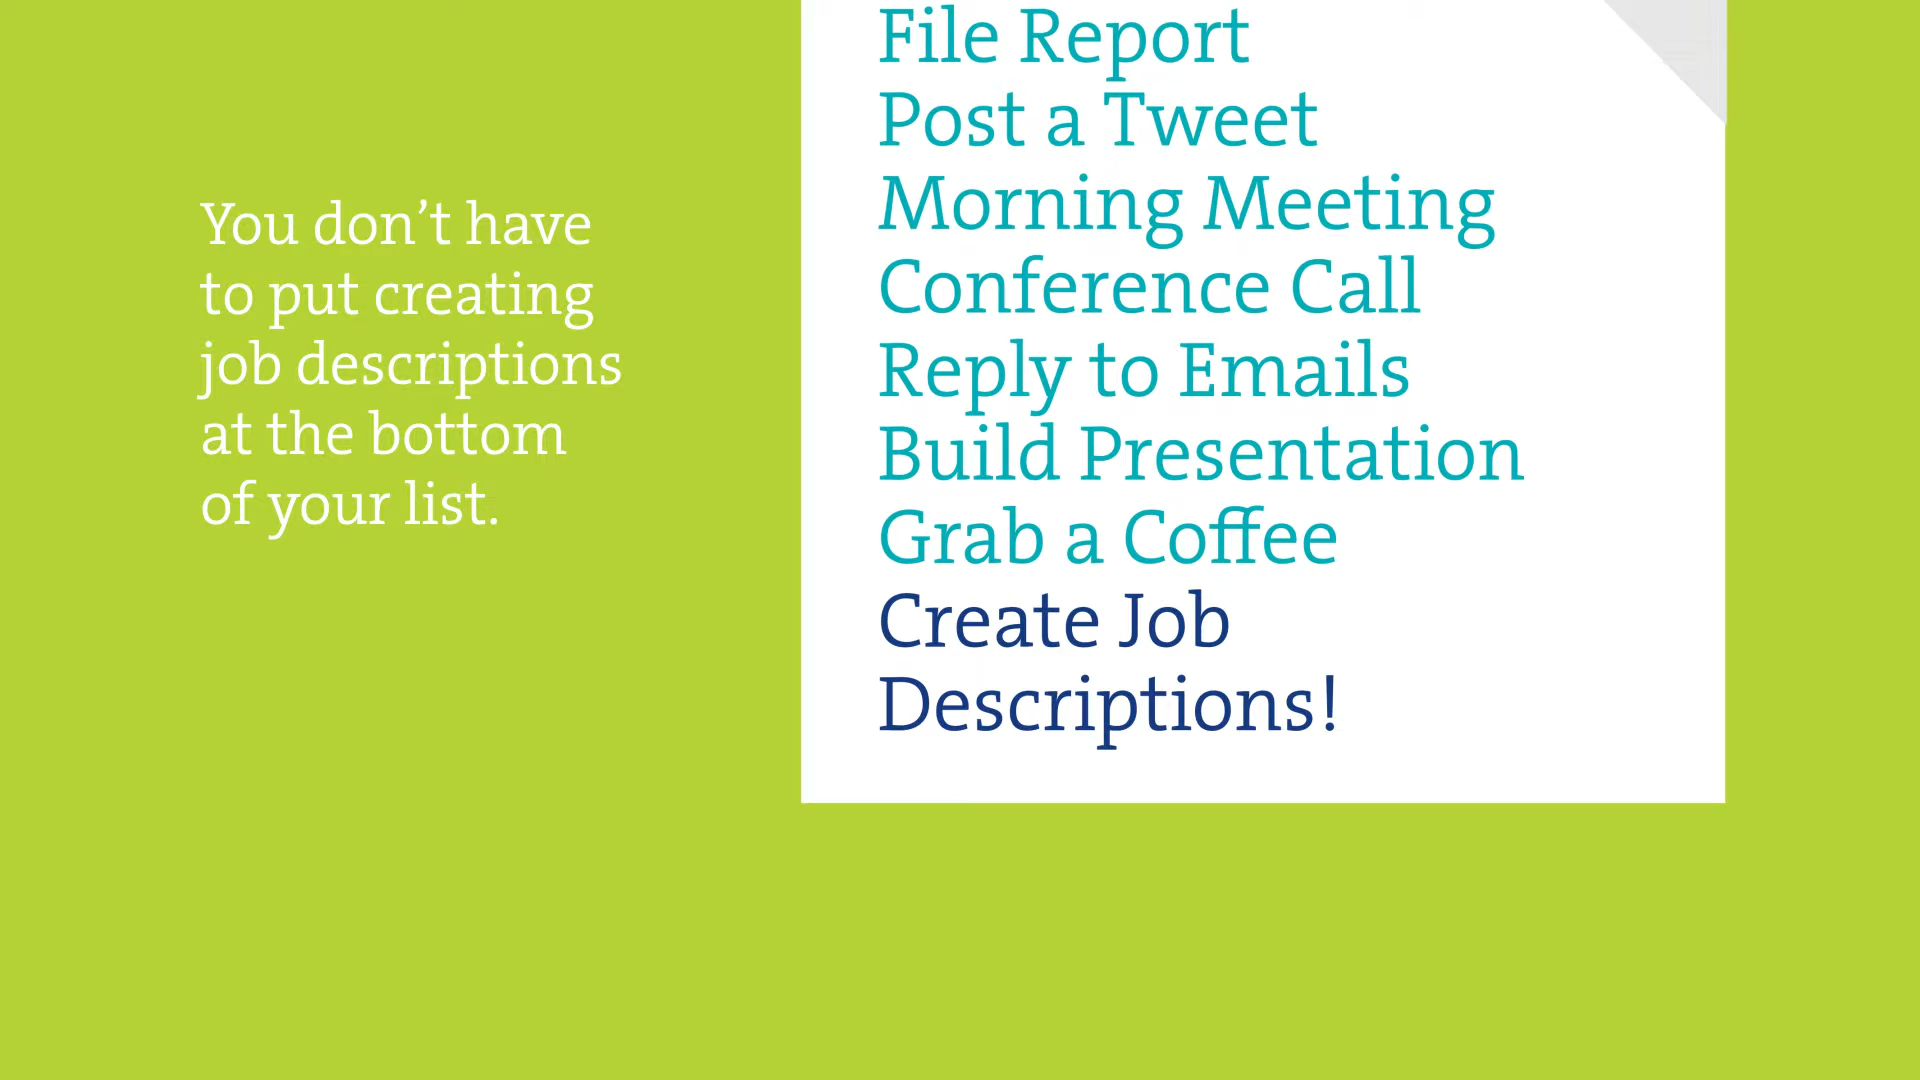 You don’t have
to put creating
job descriptions
at the bottom
of your list.
File Report
Post a Tweet
Morning Meeting
Conference Call
Reply to Emails
Build Presentation
Grab a Coffee
Create Job
Descriptions!